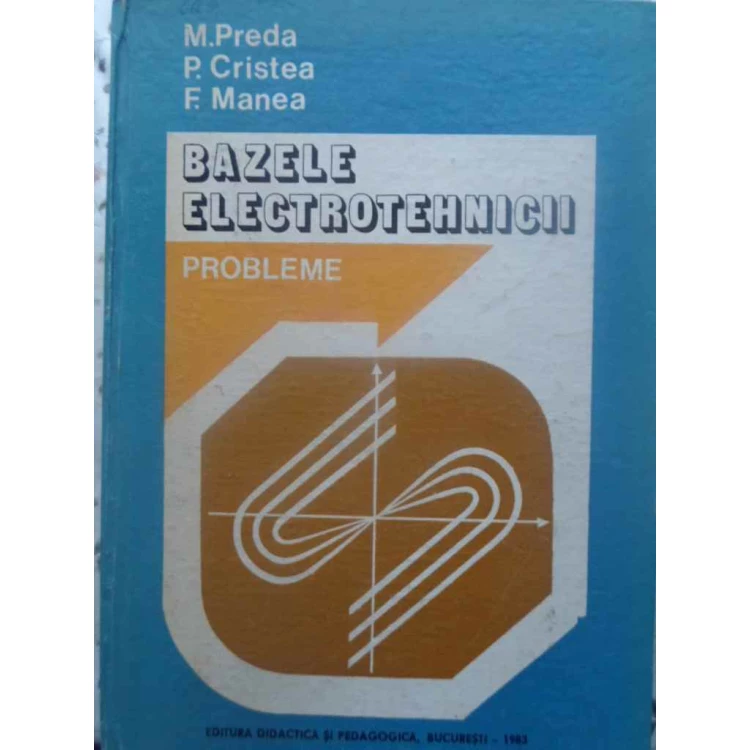 M.Preda
P. Cristea
F. Manea
BAZELE
ELECTROTEHNICII
PROBLEME
EDITURA DIDACTICA ŞI PEDAGOGICA, BUCUREŞTI - 1983